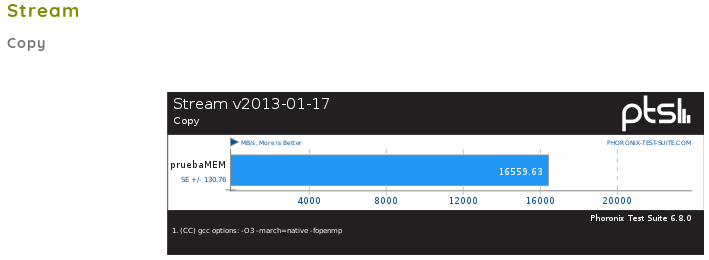 Stream
Copy
Stream v2013-01-17
Copy
ptsl
MB/s, More Is Better
PHORONIX-TEST-SUITE.COM
pruebaMEM
16559.63
SE +/- 130.76
4000 8000 12000 16000 20000
Phoronix Test Suite 6.8.0
1. (CC) gcc options: -O3 -march=native -fopenmp